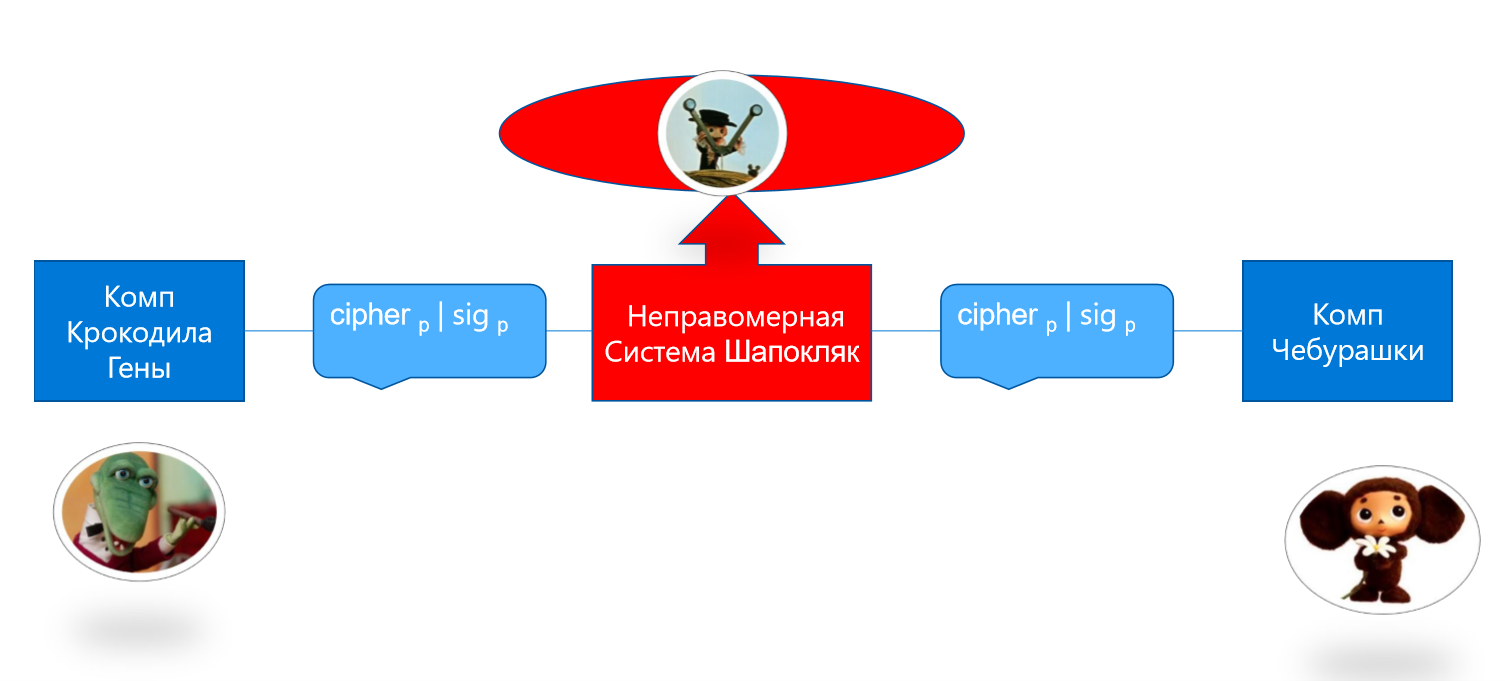 Комп
Крокодила
Гены
cipher p | sig p
Неправомерная
Система Шапокляк
cipher p | sig p
Комп
Чебурашки